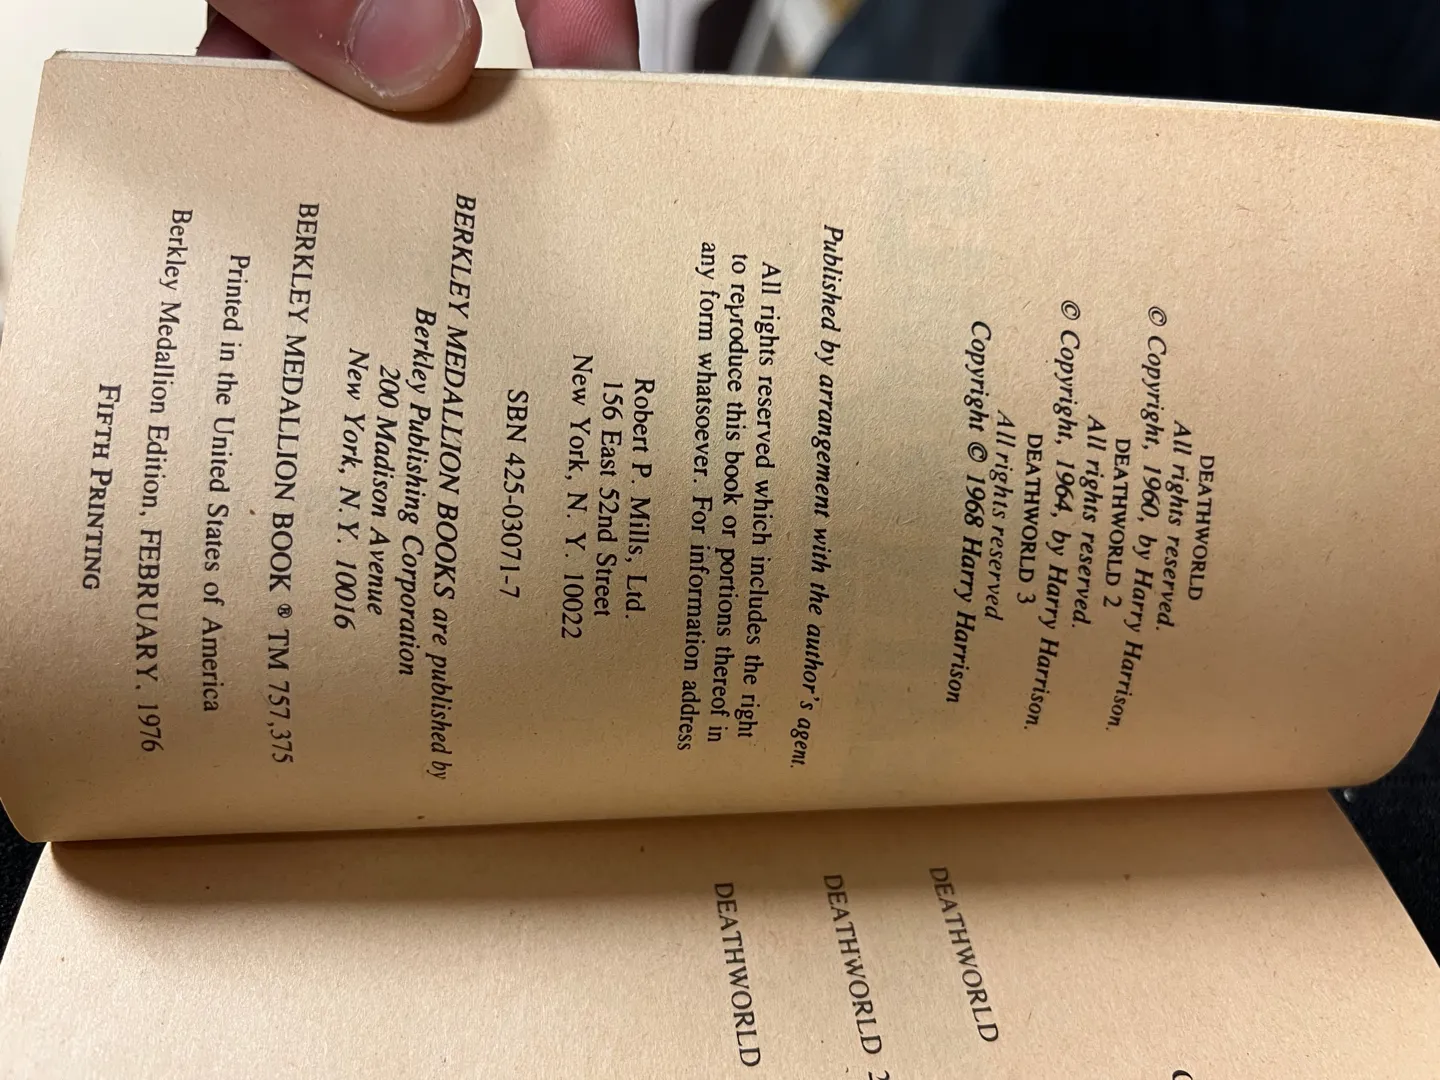 DEATHWORLD
All rights reserved.
© Copyright, 1960, by Harry Harrison.
DEATHWORLD 2
All rights reserved.
© Copyright, 1964, by Harry Harrison.
DEATHWORLD 3
All rights reserved
Copyright © 1968 Harry Harrison
Published by arrangement with the author's agent.
All rights reserved which includes the right
to reproduce this book or portions thereof in
any form whatsoever. For information address
Robert P. Mills, Ltd.
156 East 52nd Street
New York, N. Y. 10022
SBN 425-03071-7
BERKLEY MEDALLION BOOKS are published by
Berkley Publishing Corporation
200 Madison Avenue
New York, N.Y. 10016
BERKLEY MEDALLION BOOK ® TM 757,375
Printed in the United States of America
Berkley Medallion Edition, FEBRUARY, 1976
FIFTH PRINTING
DEATHWORLD
DEATHWORLD 2
DEATHWORLD